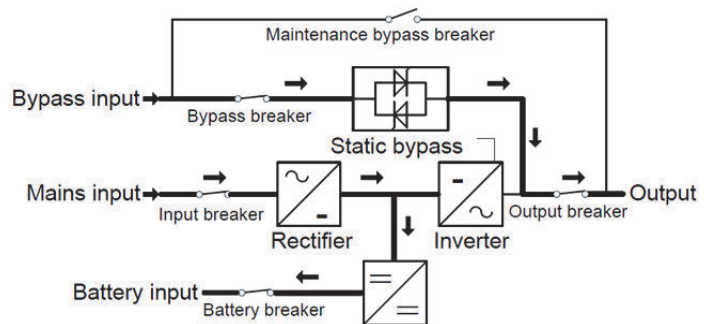 Maintenance bypass breaker
Bypass input
Bypass breaker
Static bypass
Mains input
Input breaker
Rectifier
Inverter
Output breaker
Output
Battery input
Battery breaker